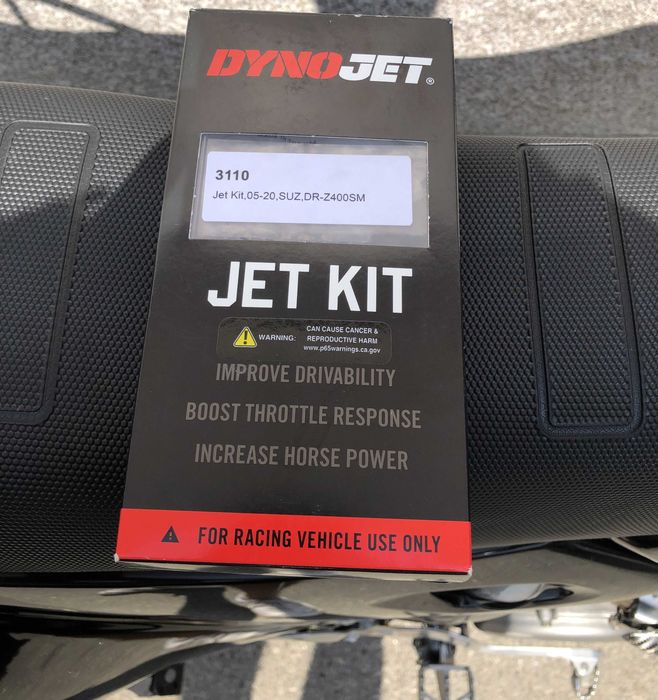 DYNOJET®
3110
Jet Kit,05-20,SUZ,DR-Z400SM
JET KIT
WARNING:
CAN CAUSE CANCER &
REPRODUCTIVE HARM
www.p65warnings.ca.gov
IMPROVE DRIVABILITY
BOOST THROTTLE RESPONSE
INCREASE HORSE POWER
FOR RACING VEHICLE USE ONLY